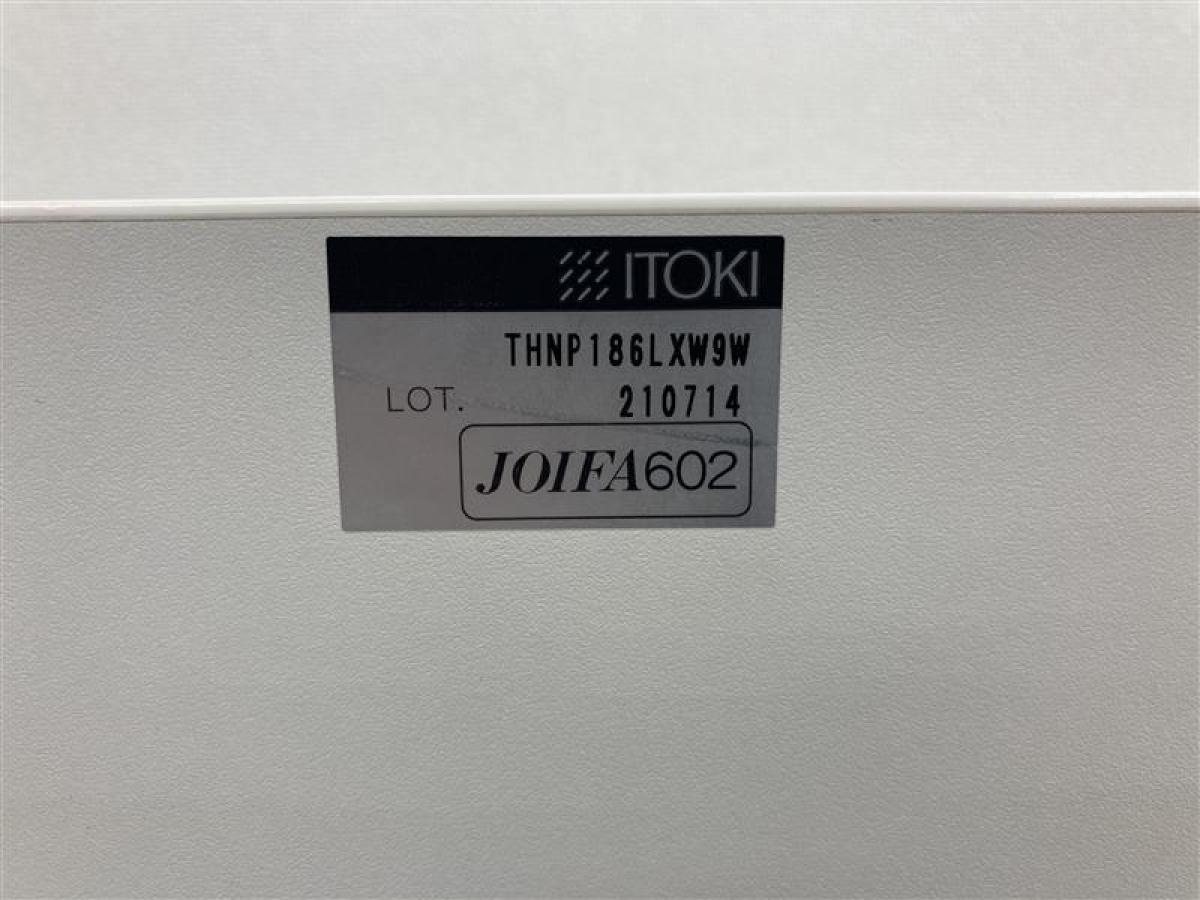 ITOKI
THNP186LXW9W
LOT. 210714
JOIFA602